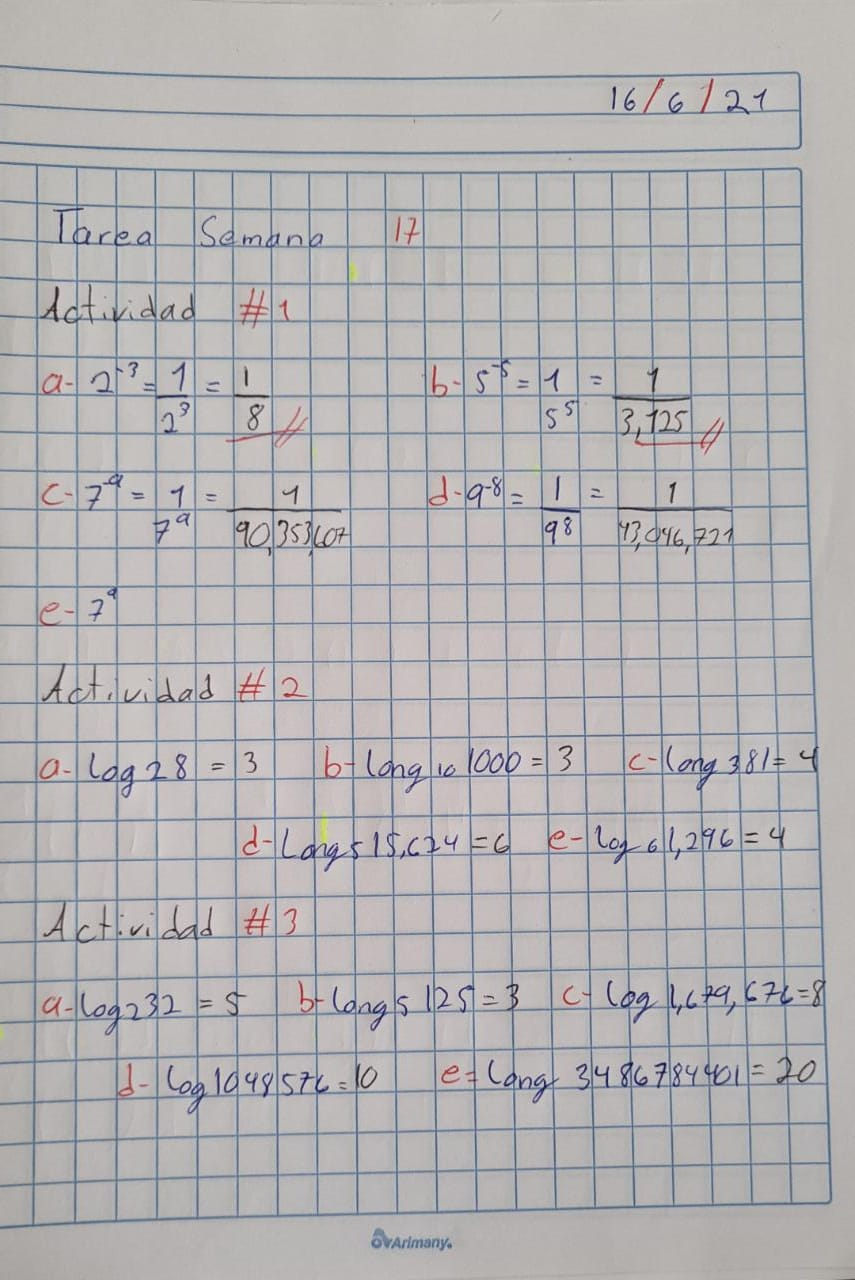 16/6/21
Tarea Semana 17
Actividad #1
a- 2⁻³ = 1/2³ = 1/8 b- 5⁻⁵ = 1/5⁵ = 1/3,125
c- 7⁻⁹ = 1/7⁹ = 1/90,353,607 d- 9⁻⁸ = 1/9⁸ = 1/43,046,721
e- 7⁹
Actividad #2
a- log 2 8 = 3 b- long 10 1000 = 3 c- long 3 81 = 4
d- Long 5 15,624 = 6 e- log 6 1,296 = 4
Actividad #3
a- log 2 32 = 5 b- long 5 125 = 3 c- log 1,679,676 = 8
d- log 1048576 = 10 e- long 3486784401 = 20
Arimany.